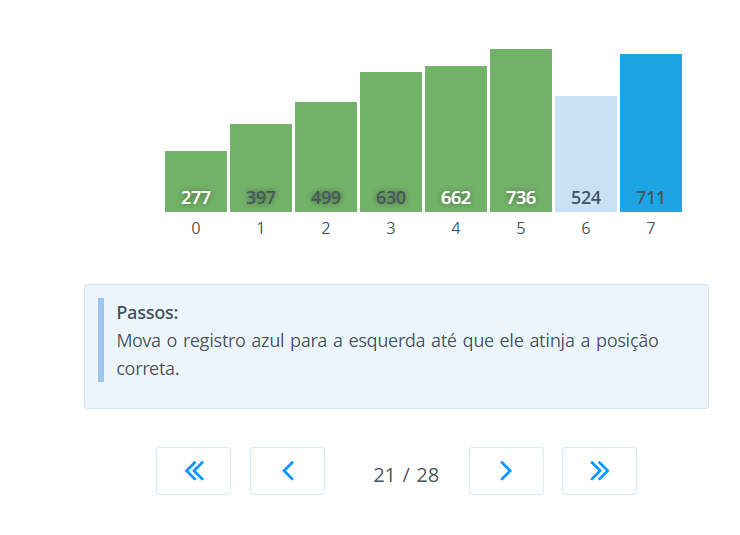 277 397 499 630 662 736 524 711
0 1 2 3 4 5 6 7
Passos:
Mova o registro azul para a esquerda até que ele atinja a posição
correta.
21 / 28